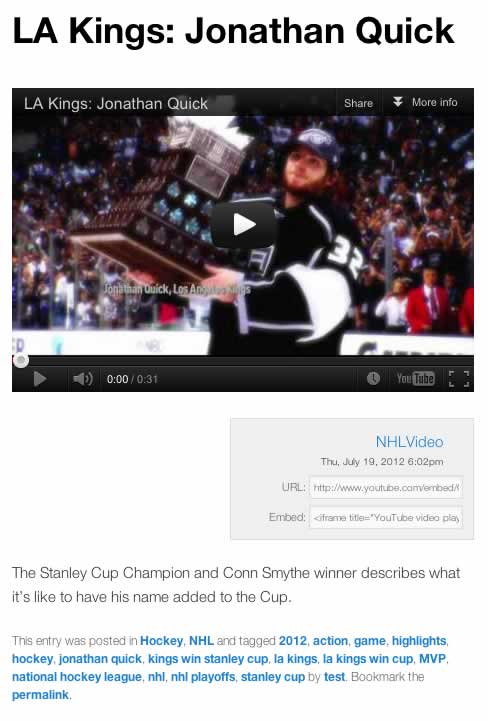 LA Kings: Jonathan Quick
LA Kings: Jonathan Quick
Share
More info
32
Jonathan Quick, Los Angeles Kings
0:00 / 0:31
YouTube
NHLVideo
Thu, July 19, 2012 6:02pm
URL: http://www.youtube.com/embed/
Embed: <iframe title="YouTube video play
The Stanley Cup Champion and Conn Smythe winner describes what
it's like to have his name added to the Cup.
This entry was posted in Hockey, NHL and tagged 2012, action, game, highlights,
hockey, jonathan quick, kings win stanley cup, la kings, la kings win cup, MVP,
national hockey league, nhl, nhl playoffs, stanley cup by test. Bookmark the
permalink.